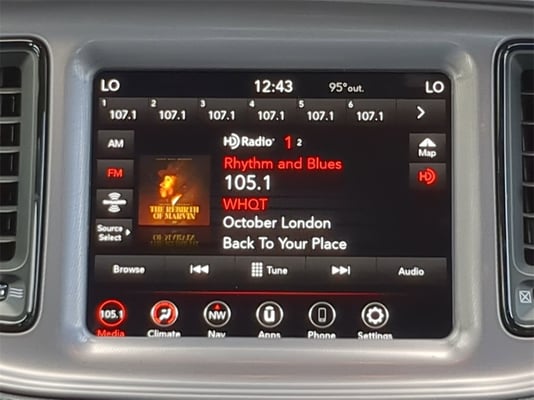 LO 12:43 95°out. LO
1 107.1 2 107.1 3 107.1 4 107.1 5 107.1 6 107.1
AM
HD Radio 1 2
Map
Rhythm and Blues
FM
105.1
HD
WHQT
THE REBIRTH
OF MARVIN
October London
Source
Select
Back To Your Place
Browse Tune Audio
105.1 NW
Media Climate Nav Apps Phone Settings